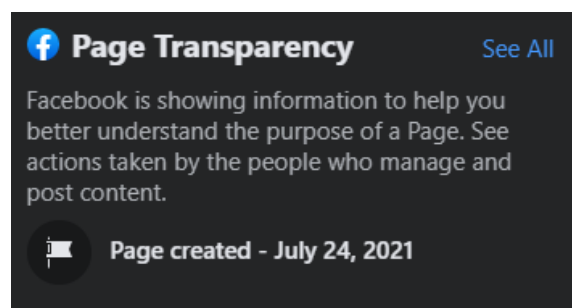 Page Transparency
See All
Facebook is showing information to help you
better understand the purpose of a Page. See
actions taken by the people who manage and
post content.
Page created - July 24, 2021